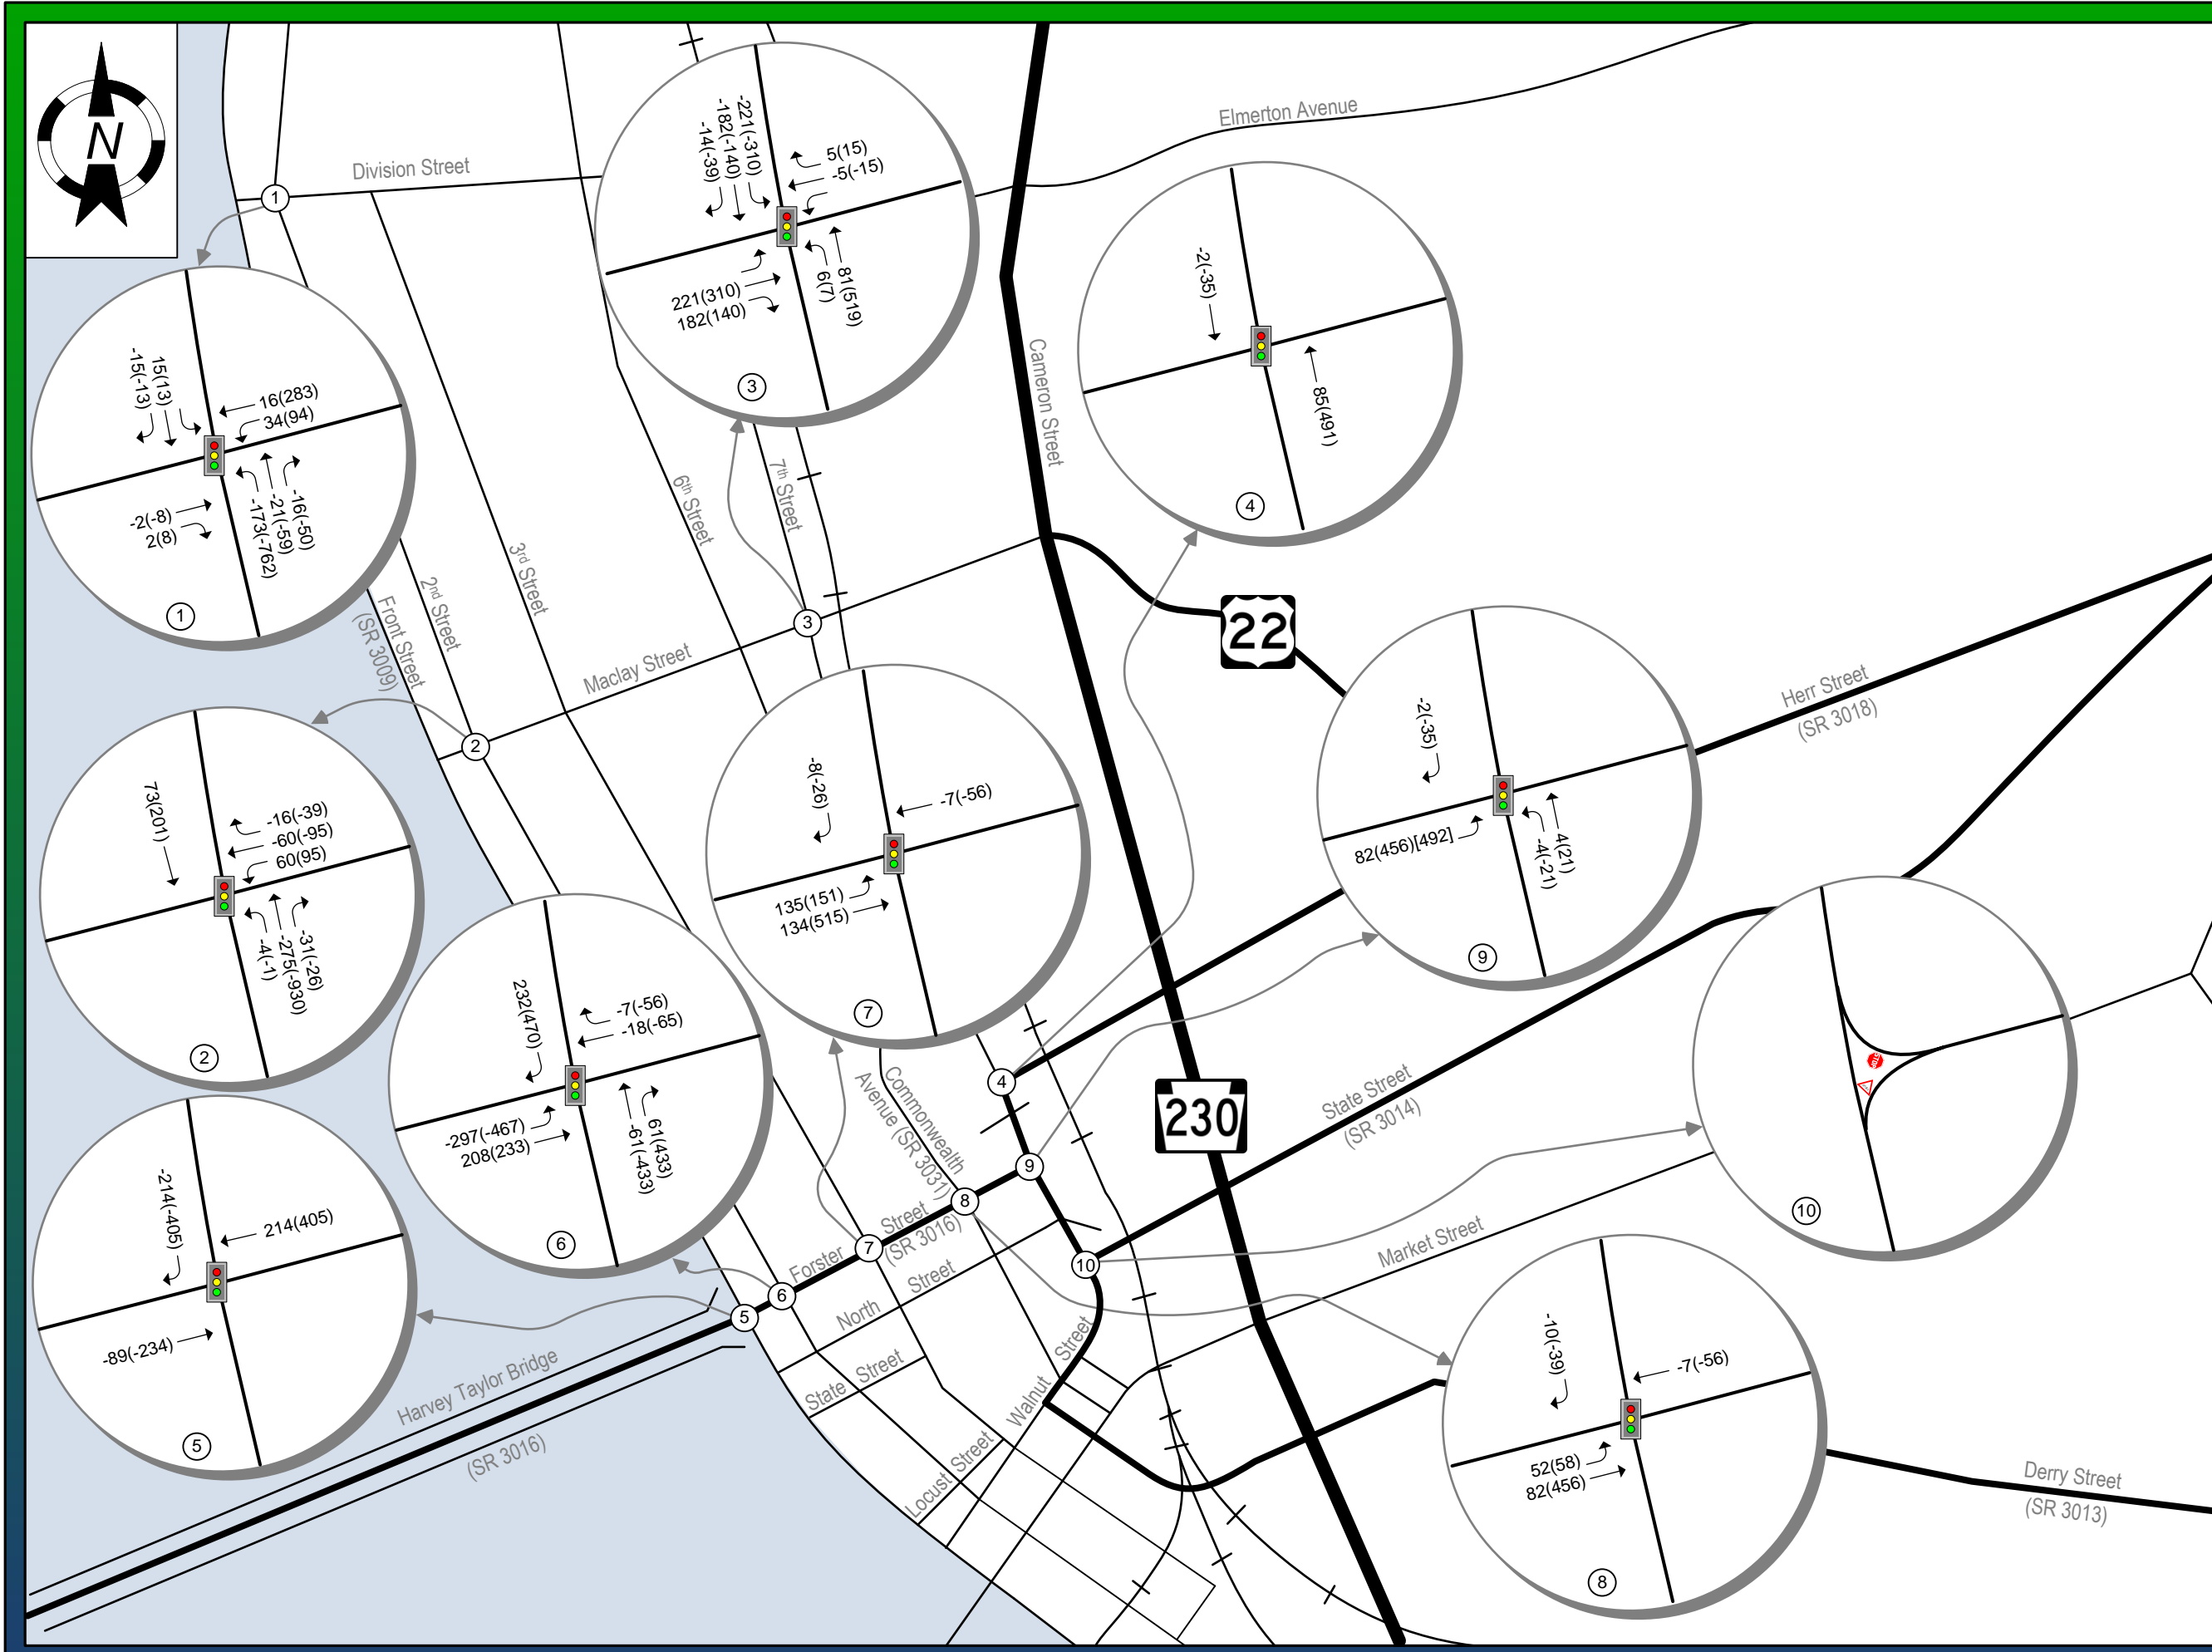 N
Division Street
Elmerton Avenue
Cameron Street
Maclay Street
Front Street
(SR 3009)
2nd Street
3rd Street
6th Street
7th Street
22
Herr Street
(SR 3018)
Commonwealth
Avenue (SR 3031)
230
State Street
(SR 3014)
Market Street
Forster Street
(SR 3016)
North Street
State Street
Walnut Street
Locust Street
Harvey Taylor Bridge
(SR 3016)
Derry Street
(SR 3013)
1
2
3
4
5
6
7
8
9
10
-15(-13)
15(13)
16(283)
34(94)
-2(-8)
2(8)
-173(-762)
-21(-59)
-16(-50)
1
73(201)
-16(-39)
-60(-95)
60(95)
-4(-1)
-275(-930)
-31(-26)
2
-14(-39)
-182(-140)
-221(-310)
5(15)
-5(-15)
221(310)
182(140)
6(7)
81(519)
3
-2(-35)
85(491)
4
-214(-405)
214(405)
-89(-234)
5
232(470)
-7(-56)
-18(-65)
-297(-467)
208(233)
-61(-433)
61(433)
6
-8(-26)
-7(-56)
135(151)
134(515)
7
-10(-39)
-7(-56)
52(58)
82(456)
8
-2(-35)
82(456)[492]
-4(-21)
4(21)
9
10